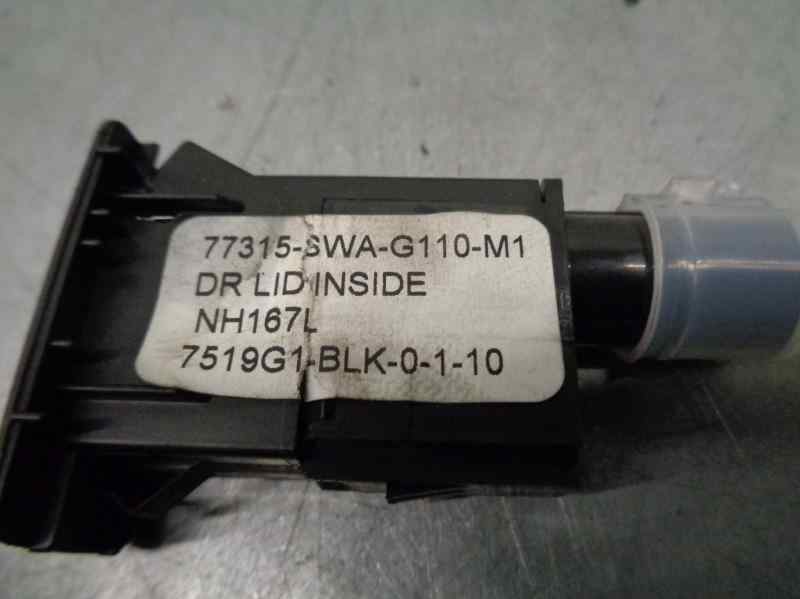 77315-SWA-G110-M1
DR LID INSIDE
NH167L
7519G1-BLK-0-1-10